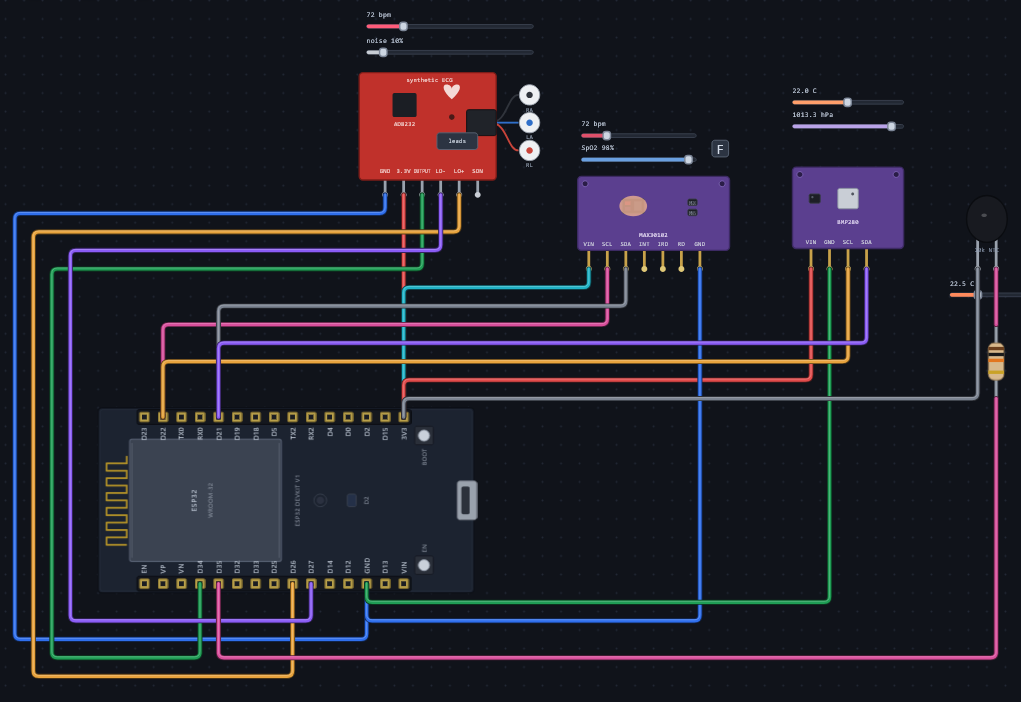 72 bpm
noise 10%
synthetic ECG
AD8232
leads
RA
LA
RL
GND 3.3V OUTPUT LO- LO+ SDN
72 bpm
SpO2 98%
F
MAX30102
VIN SCL SDA INT IRD RD GND
22.0 C
1013.3 hPa
BMP280
VIN GND SCL SDA
10k NTC
22.5 C
D23 D22 TX0 RX0 D21 D19 D18 D5 TX2 RX2 D4 D0 D2 D15 3V3
BOOT
ESP32
WROOM-32
ESP32 DEVKIT V1
D2
EN
EN VP VN D34 D35 D32 D33 D25 D26 D27 D14 D12 GND D13 VIN